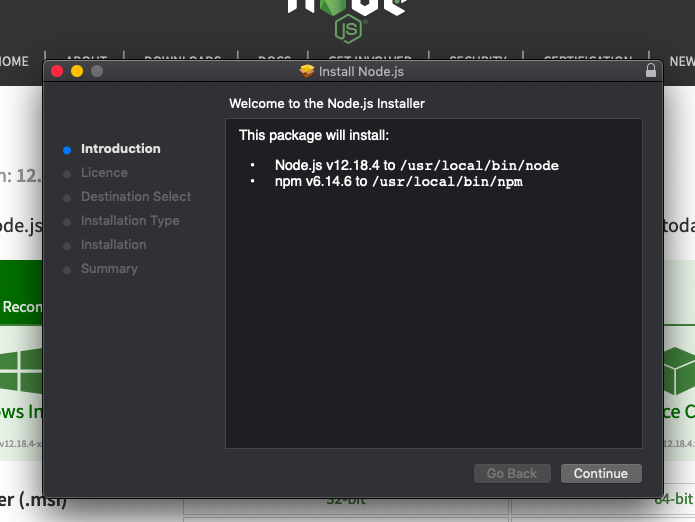 node
JS
HOME ABOUT DOWNLOADS DOCS GET INVOLVED SECURITY CERTIFICATION NEW
Install Node.js
Welcome to the Node.js Installer
Introduction
Licence
Destination Select
Installation Type
Installation
Summary
This package will install:
• Node.js v12.18.4 to /usr/local/bin/node
• npm v6.14.6 to /usr/local/bin/npm
Go Back
Continue
n: 12.
ode.js
toda
Recom
ws In
ce C
v12.18.4-x
v12.18.4.
er (.msi)
32-bit
64-bit